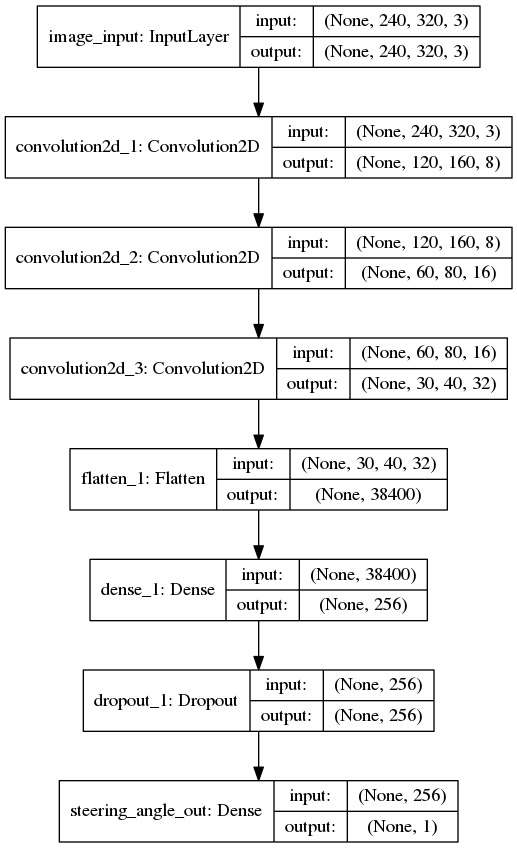 image_input: InputLayer
input: (None, 240, 320, 3)
output: (None, 240, 320, 3)
convolution2d_1: Convolution2D
input: (None, 240, 320, 3)
output: (None, 120, 160, 8)
convolution2d_2: Convolution2D
input: (None, 120, 160, 8)
output: (None, 60, 80, 16)
convolution2d_3: Convolution2D
input: (None, 60, 80, 16)
output: (None, 30, 40, 32)
flatten_1: Flatten
input: (None, 30, 40, 32)
output: (None, 38400)
dense_1: Dense
input: (None, 38400)
output: (None, 256)
dropout_1: Dropout
input: (None, 256)
output: (None, 256)
steering_angle_out: Dense
input: (None, 256)
output: (None, 1)